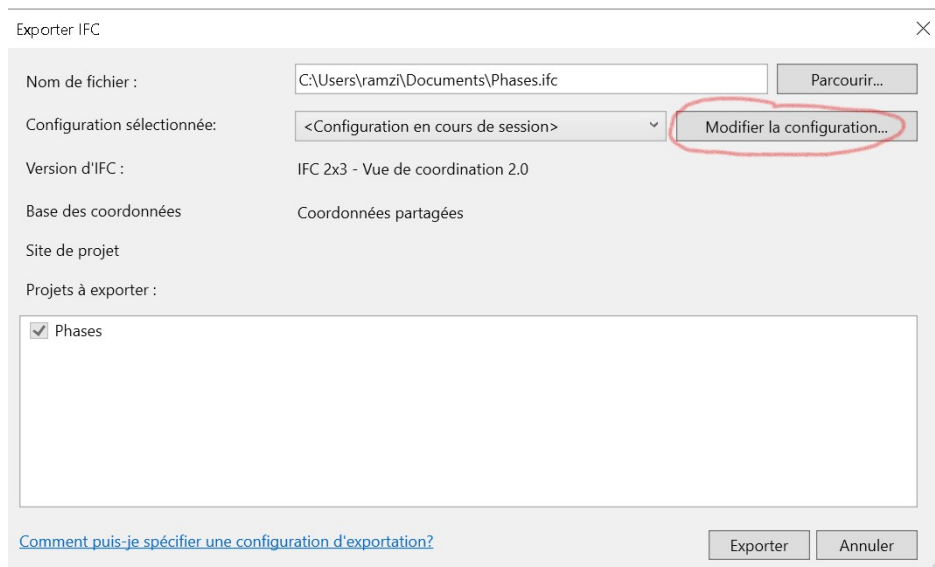 Exporter IFC
Nom de fichier :
C:\Users\ramzi\Documents\Phases.ifc
Parcourir...
Configuration sélectionnée:
<Configuration en cours de session>
Modifier la configuration...
Version d'IFC :
IFC 2x3 - Vue de coordination 2.0
Base des coordonnées
Coordonnées partagées
Site de projet
Projets à exporter :
Phases
Comment puis-je spécifier une configuration d'exportation?
Exporter
Annuler